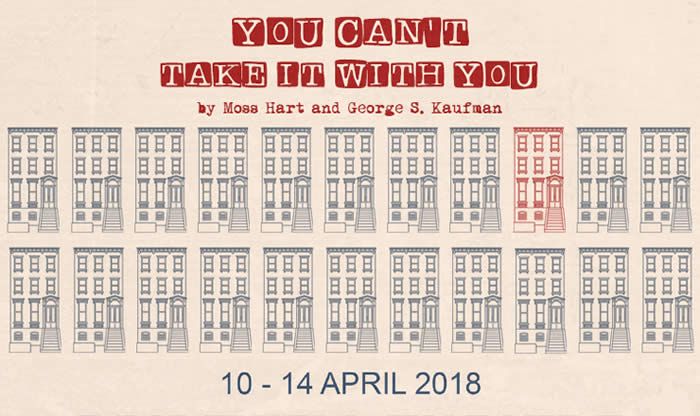 YOU CAN'T
TAKE IT WITH YOU
by Moss Hart and George S. Kaufman
10 - 14 APRIL 2018